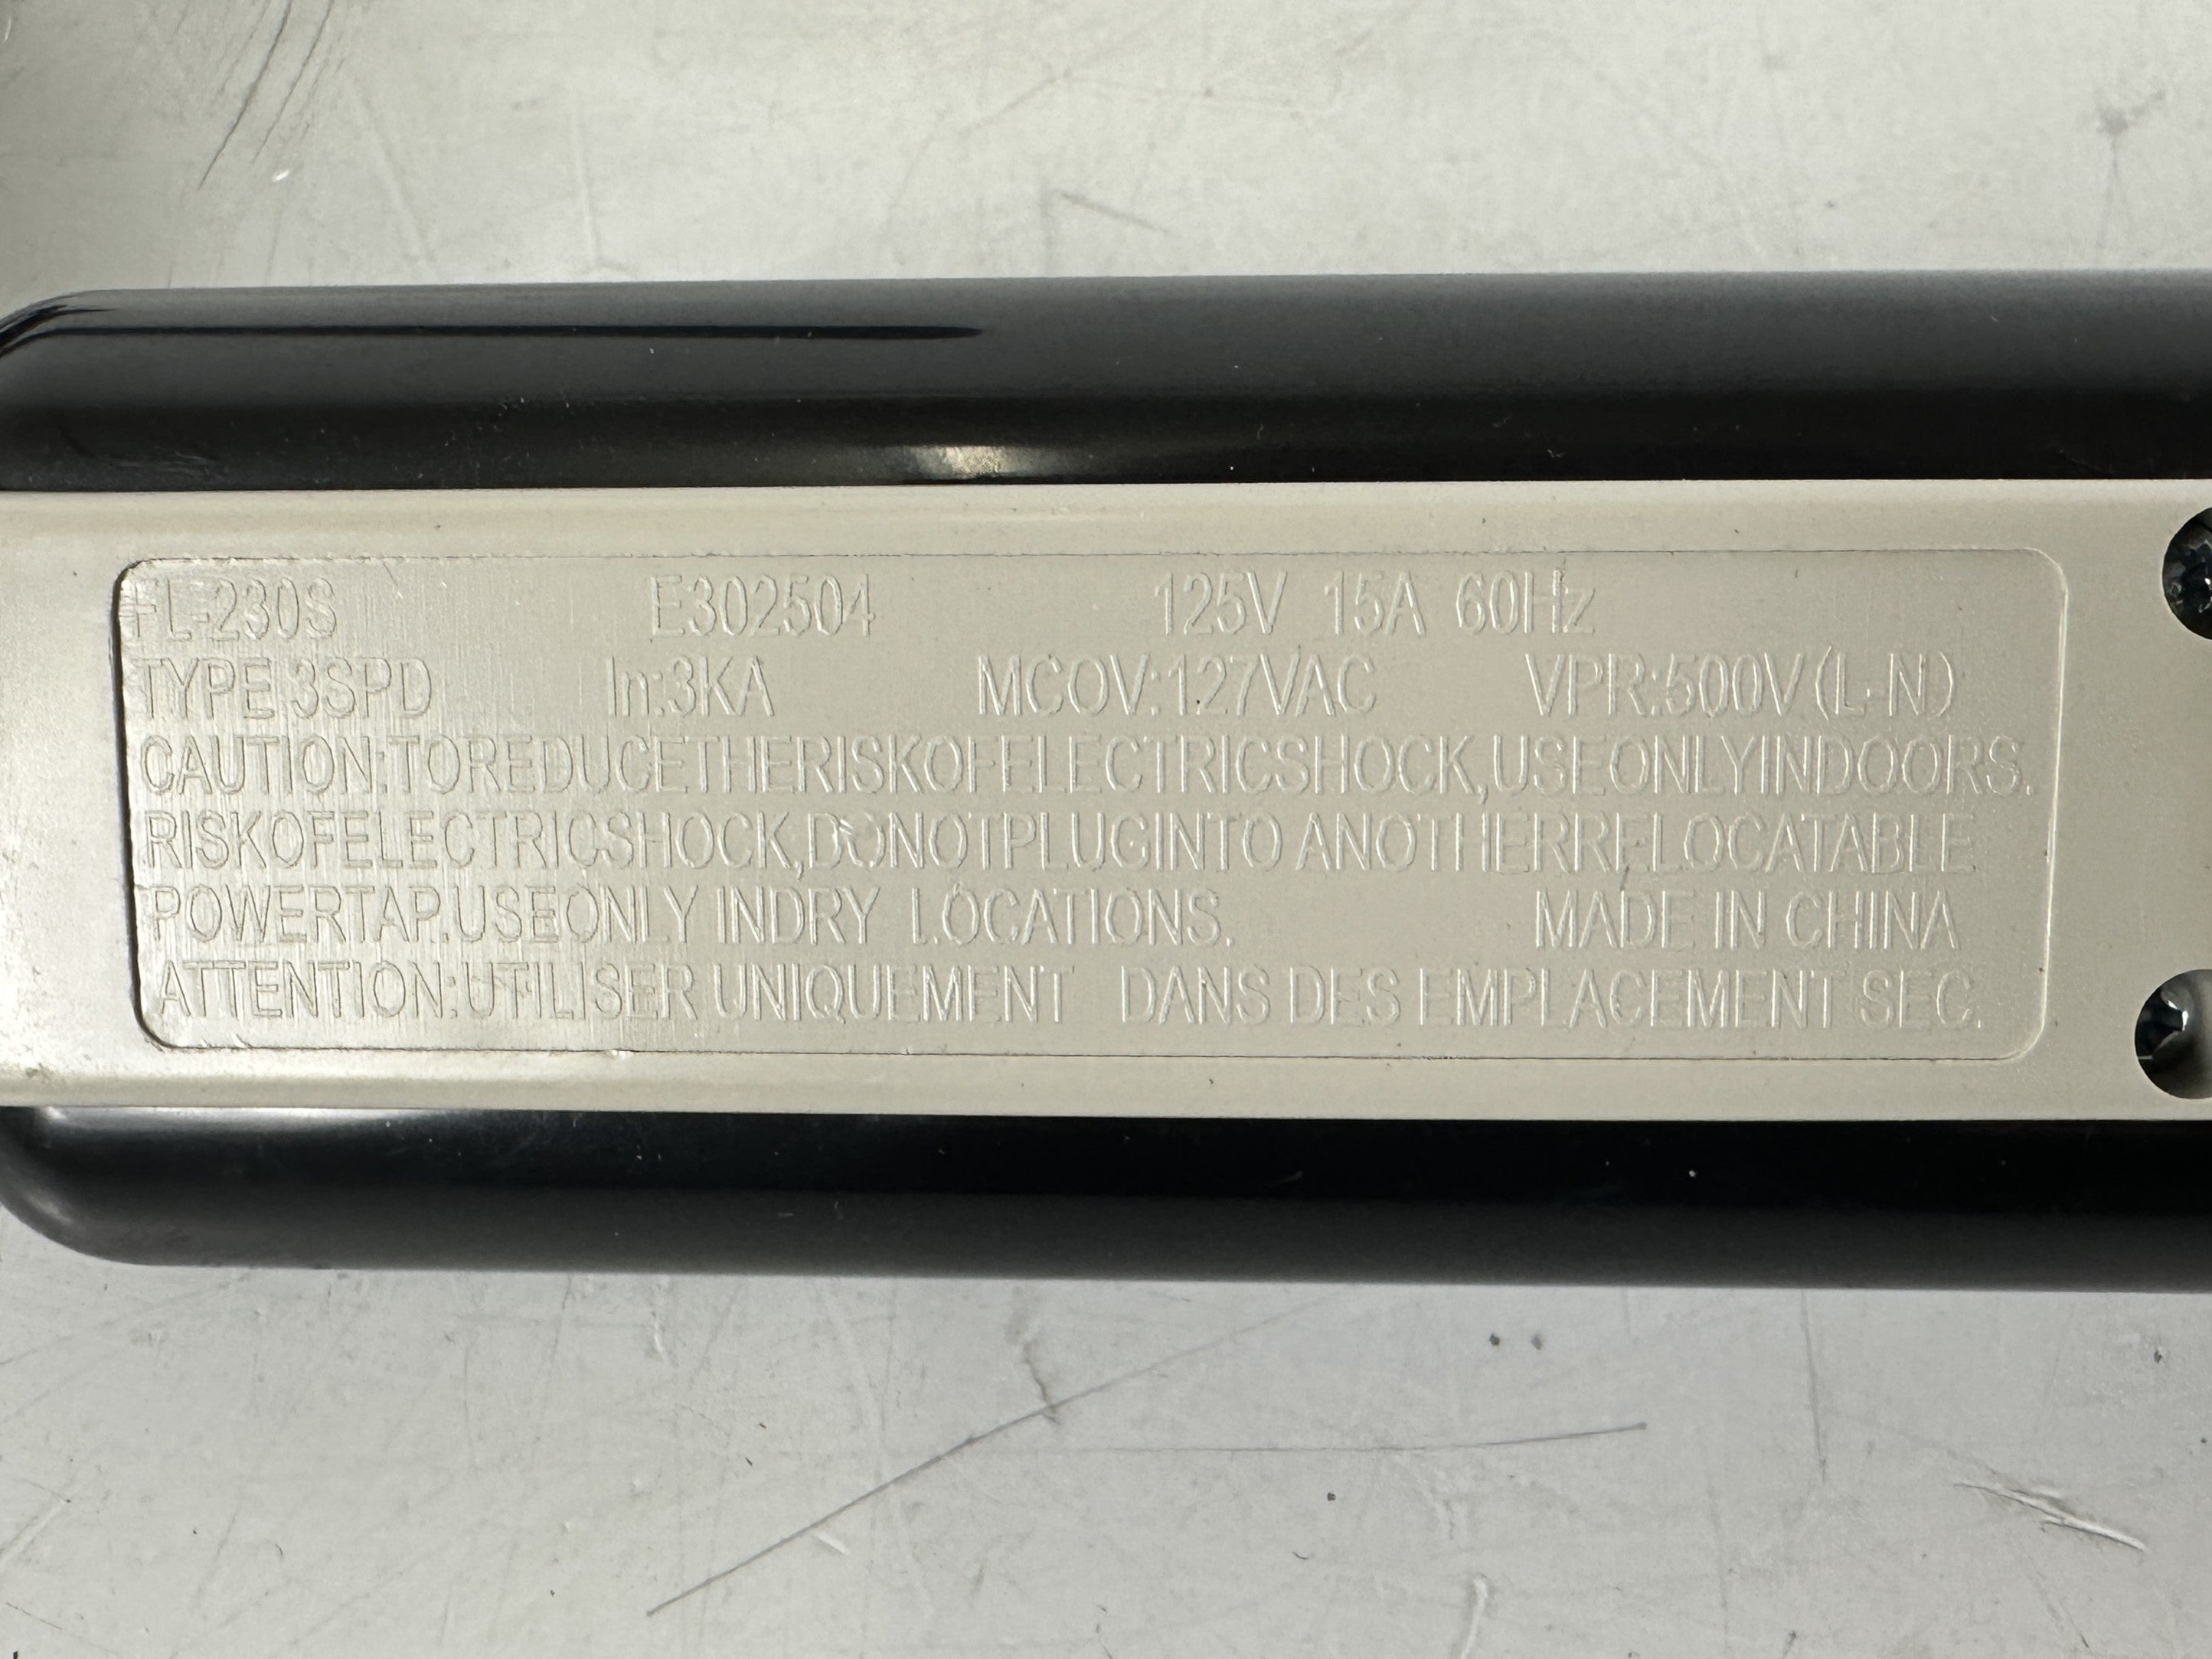 FL-230S E302504 125V 15A 60Hz
TYPE 3SPD In:3KA MCOV:127VAC VPR:500V(L-N)
CAUTION:TOREDUCETHERISKOFELECTRICSHOCK,USEONLYINDOORS.
RISKOFELECTRICSHOCK,DONOTPLUGINTO ANOTHERRELOCATABLE
POWERTAP.USEONLY INDRY LOCATIONS. MADE IN CHINA
ATTENTION:UTILISER UNIQUEMENT DANS DES EMPLACEMENT SEC.